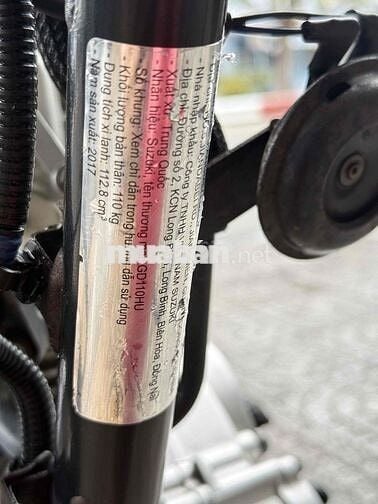 - Nhà nhập khẩu: Công ty TNHH VIỆT NAM SUZUKI
- Địa chỉ: Đường số 2, KCN Long Long Bình, Biên Hòa, Đồng Nai
- Xuất xứ: Trung Quốc
- Nhãn hiệu: Suzuki; tên thương GD110HU
- Số khung: Xem chỉ dẫn trong dẫn sử dụng
- Khối lượng bản thân: 110 kg
- Dung tích xi lanh: 112.8 cm³
- Năm sản xuất: 2017
muaban.net